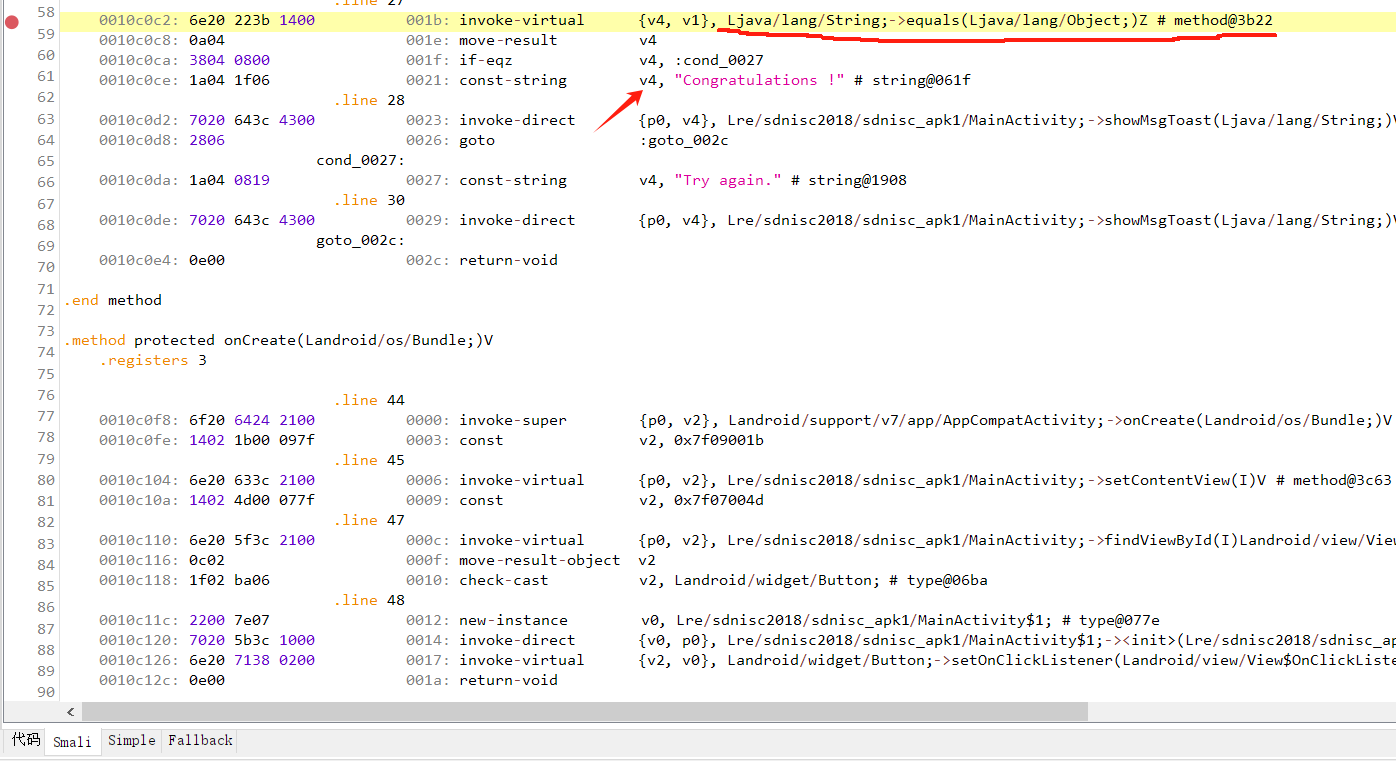 .line 27
58 0010c0c2: 6e20 223b 1400 001b: invoke-virtual {v4, v1}, Ljava/lang/String;->equals(Ljava/lang/Object;)Z # method@3b22
59 0010c0c8: 0a04 001e: move-result v4
60 0010c0ca: 3804 0800 001f: if-eqz v4, :cond_0027
61 0010c0ce: 1a04 1f06 0021: const-string v4, "Congratulations !" # string@061f
62 .line 28
63 0010c0d2: 7020 643c 4300 0023: invoke-direct {p0, v4}, Lre/sdnisc2018/sdnisc_apk1/MainActivity;->showMsgToast(Ljava/lang/String;)V
64 0010c0d8: 2806 0026: goto :goto_002c
65 cond_0027:
66 0010c0da: 1a04 0819 0027: const-string v4, "Try again." # string@1908
67 .line 30
68 0010c0de: 7020 643c 4300 0029: invoke-direct {p0, v4}, Lre/sdnisc2018/sdnisc_apk1/MainActivity;->showMsgToast(Ljava/lang/String;)V
69 goto_002c:
70 0010c0e4: 0e00 002c: return-void
71
72 .end method
73
74 .method protected onCreate(Landroid/os/Bundle;)V
75 .registers 3
76
77 .line 44
78 0010c0f8: 6f20 6424 2100 0000: invoke-super {p0, v2}, Landroid/support/v7/app/AppCompatActivity;->onCreate(Landroid/os/Bundle;)V
79 0010c0fe: 1402 1b00 097f 0003: const v2, 0x7f09001b
80 .line 45
81 0010c104: 6e20 633c 2100 0006: invoke-virtual {p0, v2}, Lre/sdnisc2018/sdnisc_apk1/MainActivity;->setContentView(I)V # method@3c63
82 0010c10a: 1402 4d00 077f 0009: const v2, 0x7f07004d
83 .line 47
84 0010c110: 6e20 5f3c 2100 000c: invoke-virtual {p0, v2}, Lre/sdnisc2018/sdnisc_apk1/MainActivity;->findViewById(I)Landroid/view/View
85 0010c116: 0c02 000f: move-result-object v2
86 0010c118: 1f02 ba06 0010: check-cast v2, Landroid/widget/Button; # type@06ba
87 .line 48
88 0010c11c: 2200 7e07 0012: new-instance v0, Lre/sdnisc2018/sdnisc_apk1/MainActivity$1; # type@077e
89 0010c120: 7020 5b3c 1000 0014: invoke-direct {v0, p0}, Lre/sdnisc2018/sdnisc_apk1/MainActivity$1;-><init>(Lre/sdnisc2018/sdnisc_ap
90 0010c126: 6e20 7138 0200 0017: invoke-virtual {v2, v0}, Landroid/widget/Button;->setOnClickListener(Landroid/view/View$OnClickListe
0010c12c: 0e00 001a: return-void
代码 Smali Simple Fallback